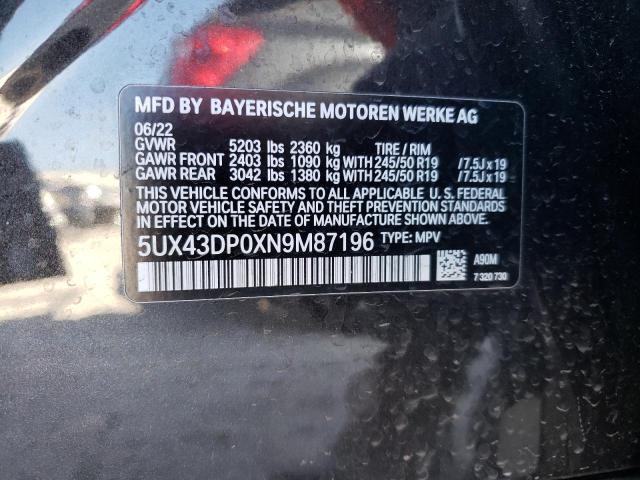 MFD BY BAYERISCHE MOTOREN WERKE AG
06/22
GVWR 5203 lbs 2360 kg TIRE / RIM
GAWR FRONT 2403 lbs 1090 kg WITH 245/50 R19 /7.5J x 19
GAWR REAR 3042 lbs 1380 kg WITH 245/50 R19 /7.5J x 19
THIS VEHICLE CONFORMS TO ALL APPLICABLE U. S. FEDERAL
MOTOR VEHICLE SAFETY AND THEFT PREVENTION STANDARDS
IN EFFECT ON THE DATE OF MANUFACTURE SHOWN ABOVE.
5UX43DP0XN9M87196 TYPE: MPV
A90M
7 320 730